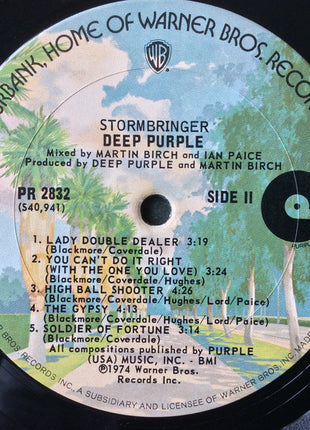 BURBANK, HOME OF WARNER BROS. RECORDS
WB
STORMBRINGER
DEEP PURPLE
Mixed by MARTIN BIRCH and IAN PAICE
Produced by DEEP PURPLE and MARTIN BIRCH
PR 2832
(S40,941)
SIDE II
1. LADY DOUBLE DEALER 3:19
(Blackmore/Coverdale)
2. YOU CAN'T DO IT RIGHT
(WITH THE ONE YOU LOVE) 3:24
(Blackmore/Coverdale/Hughes)
3. HIGH BALL SHOOTER 4:26
(Blackmore/Coverdale/Hughes/Lord/Paice)
4. THE GYPSY 4:13
(Blackmore/Coverdale/Hughes/Lord/Paice)
5. SOLDIER OF FORTUNE 3:14
(Blackmore/Coverdale)
All compositions published by PURPLE
(USA) MUSIC, INC. - BMI
©℗1974 Warner Bros.
Records Inc.
BROS RECORDS INC., A SUBSIDIARY AND LICENSEE OF WARNER BROS.